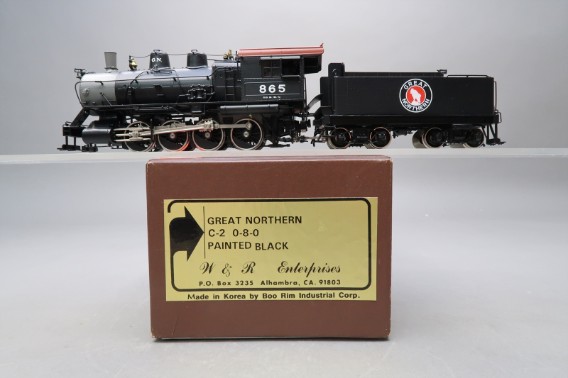 G.N.
865
GREAT
NORTHERN
GREAT NORTHERN
C-2 0-8-0
PAINTED BLACK
W & R Enterprises
P.O. Box 3235 Alhambra, CA. 91803
Made in Korea by Boo Rim Industrial Corp.